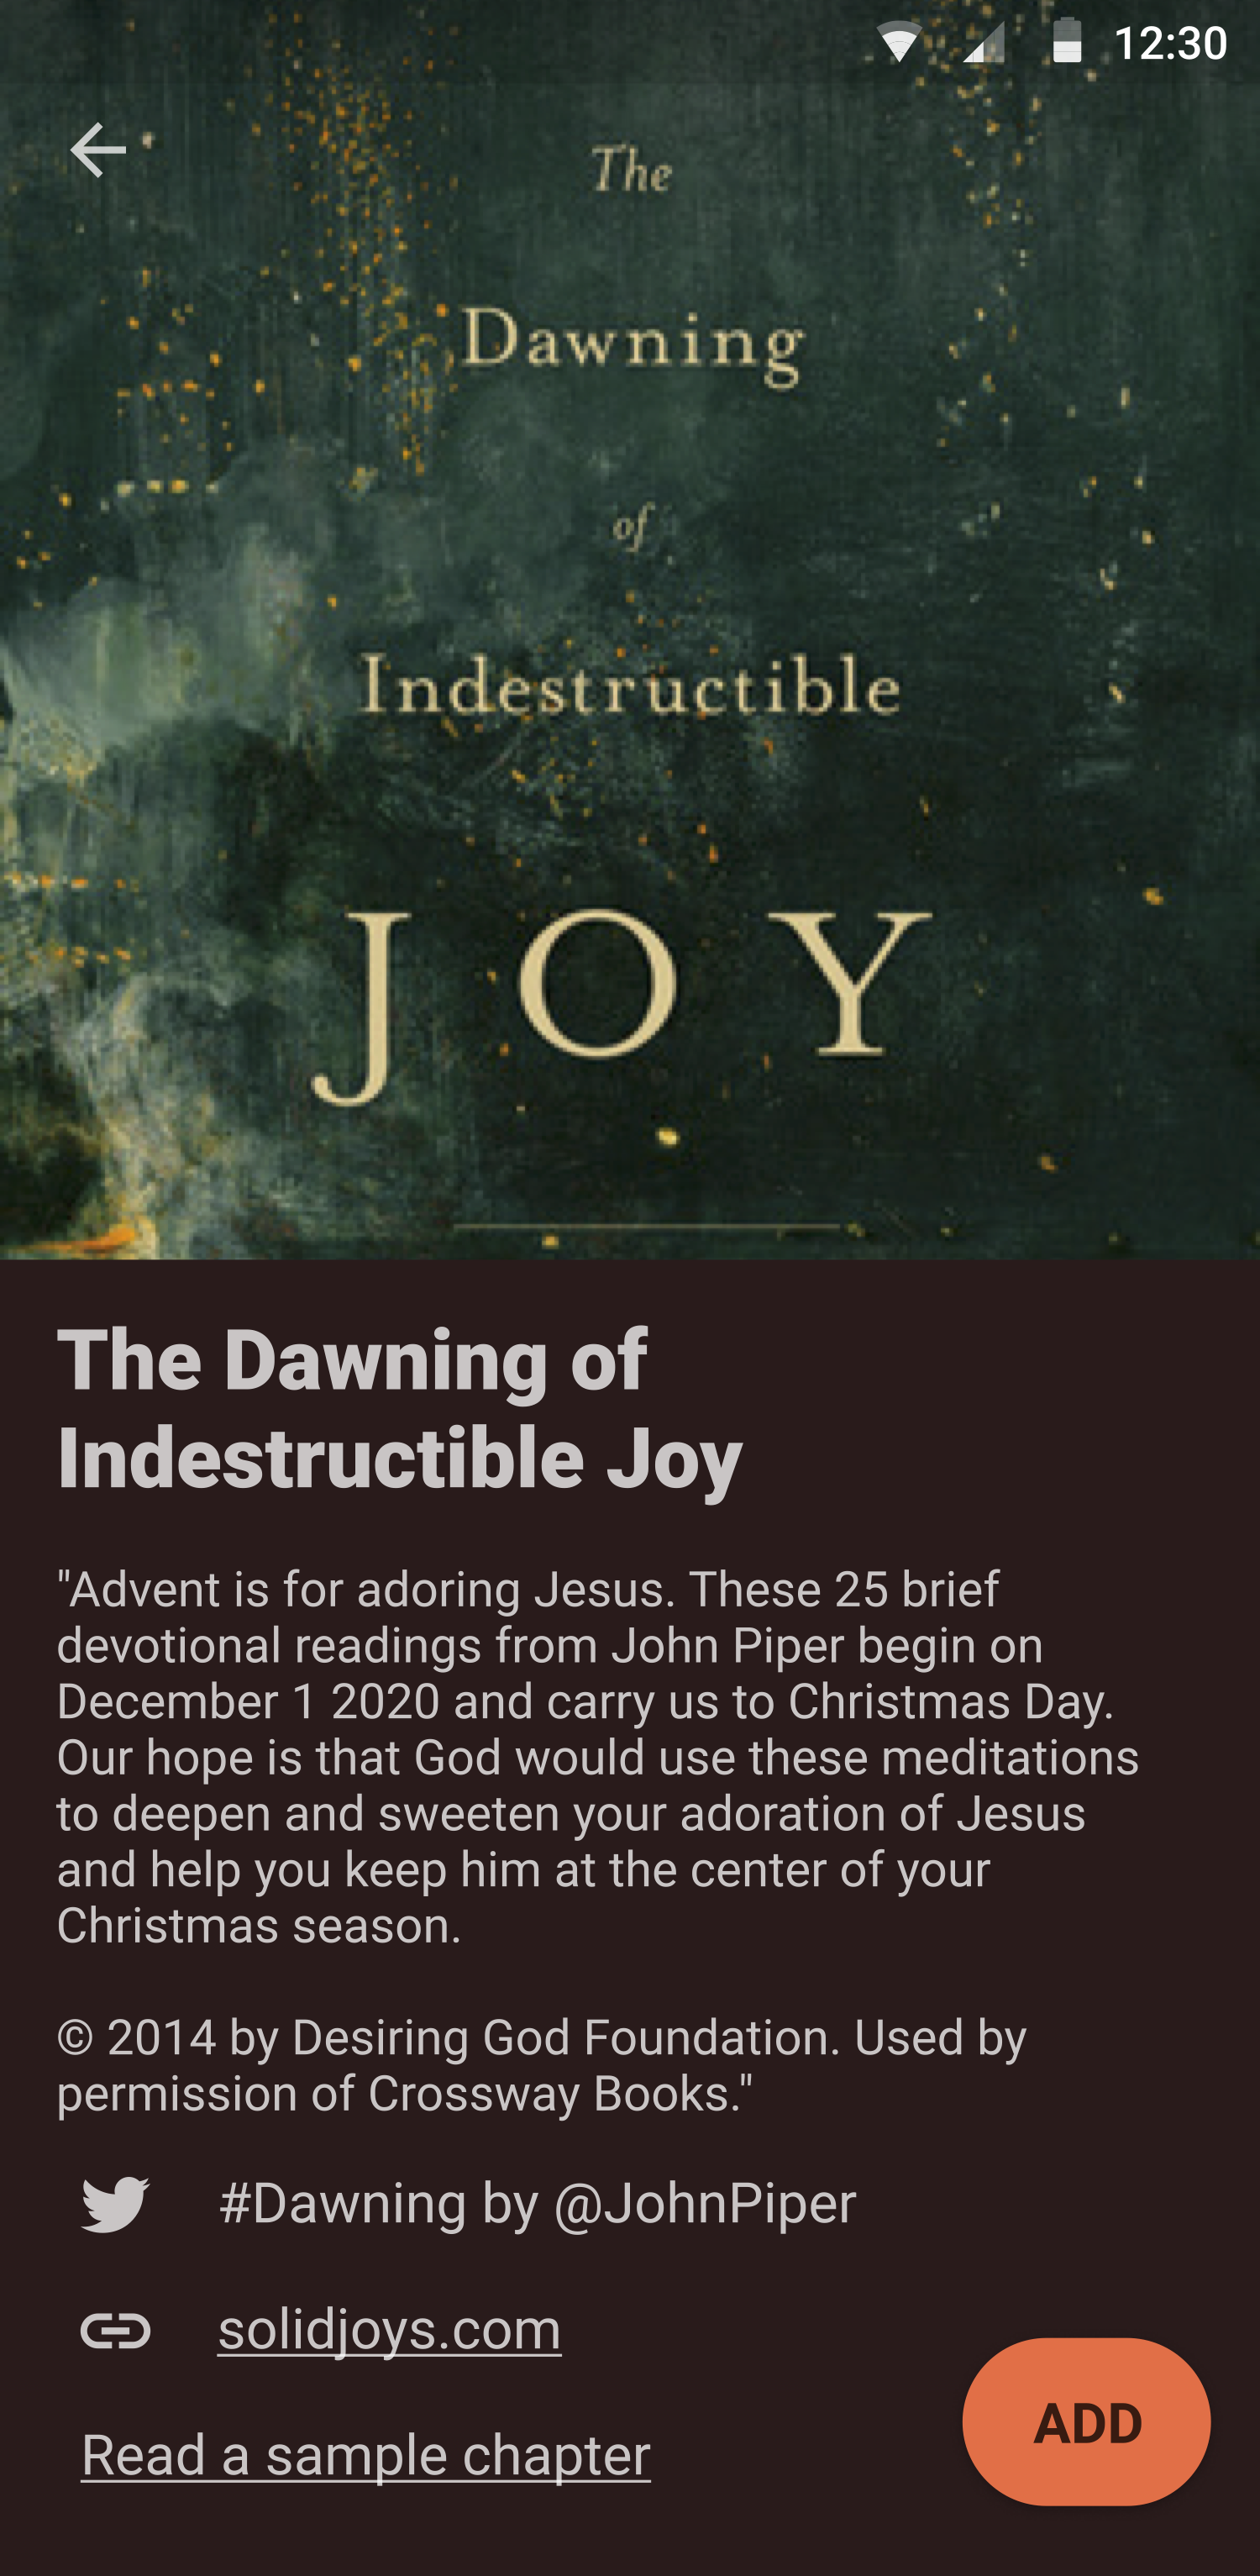 12:30
The
Dawning
of
Indestructible
JOY
The Dawning of
Indestructible Joy
"Advent is for adoring Jesus. These 25 brief
devotional readings from John Piper begin on
December 1 2020 and carry us to Christmas Day.
Our hope is that God would use these meditations
to deepen and sweeten your adoration of Jesus
and help you keep him at the center of your
Christmas season.
© 2014 by Desiring God Foundation. Used by
permission of Crossway Books."
#Dawning by @JohnPiper
solidjoys.com
Read a sample chapter
ADD